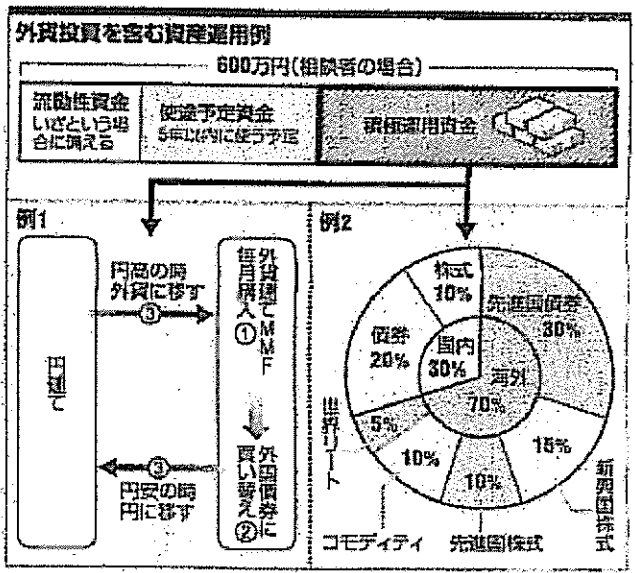 外貨投資を含む資産運用例
600万円(相談者の場合)
流動性資金
いざという場
合に備える
使途予定資金
5年以内に使う予定
積極運用資金
例1
円建て
円高の時
外貨に移す
③
外貨建てMMF
毎月購入①
外国債券に
買い替え②
③
円安の時
円に移す
例2
株式
10%
先進国債券
30%
債券
20%
国内
30%
海外
70%
世界リート
5%
10%
10%
15%
新興国株式
コモディティ
先進国株式